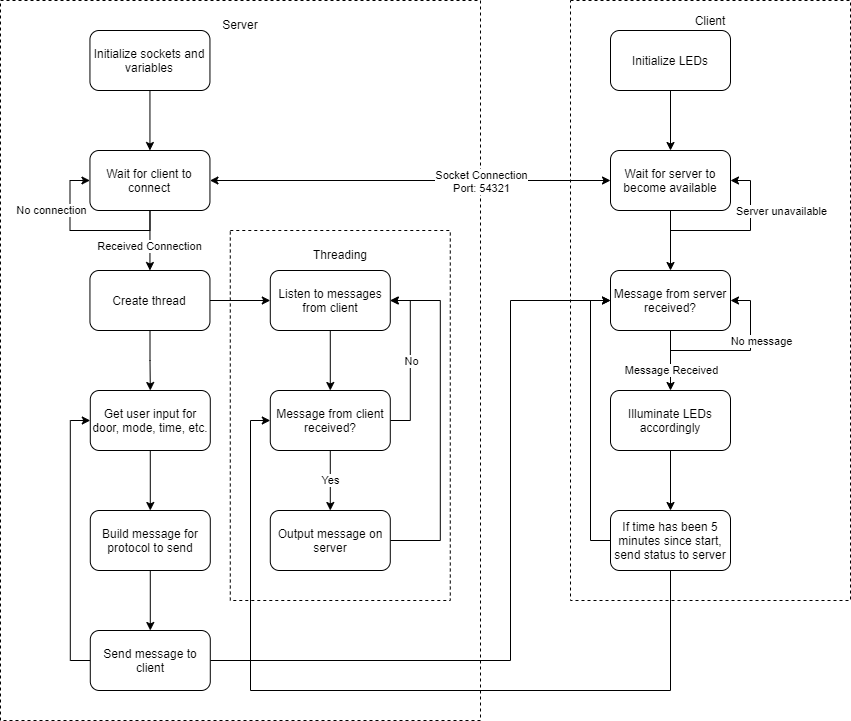 Server
Client
Initialize sockets and
variables
Initialize LEDs
Wait for client to
connect
Socket Connection
Port: 54321
Wait for server to
become available
No connection
Server unavailable
Received Connection
Threading
Create thread
Listen to messages
from client
Message from server
received?
No message
No
Message Received
Get user input for
door, mode, time, etc.
Message from client
received?
Illuminate LEDs
accordingly
Yes
Build message for
protocol to send
Output message on
server
If time has been 5
minutes since start,
send status to server
Send message to
client